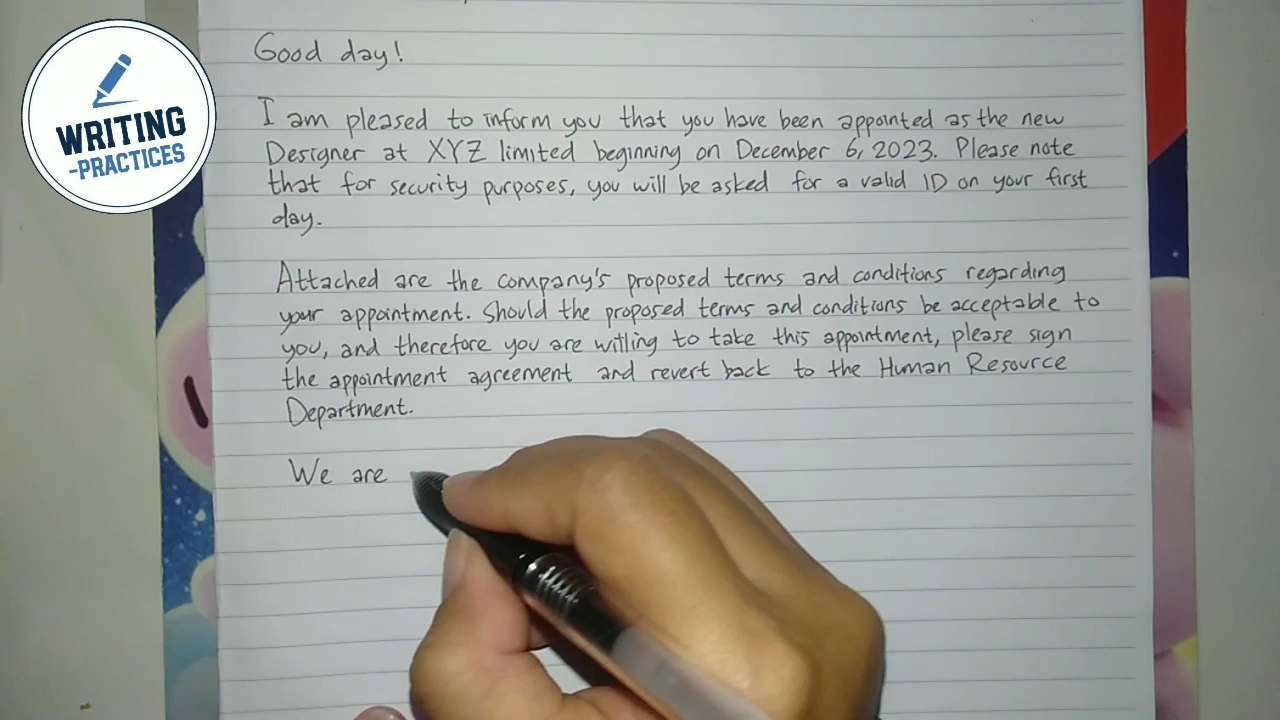 WRITING
-PRACTICES
Good day!
I am pleased to inform you that you have been appointed as the new
Designer at XYZ limited beginning on December 6, 2023. Please note
that for security purposes, you will be asked for a valid ID on your first
day.
Attached are the company's proposed terms and conditions regarding
your appointment. Should the proposed terms and conditions be acceptable to
you, and therefore you are willing to take this appointment, please sign
the appointment agreement and revert back to the Human Resource
Department.
We are